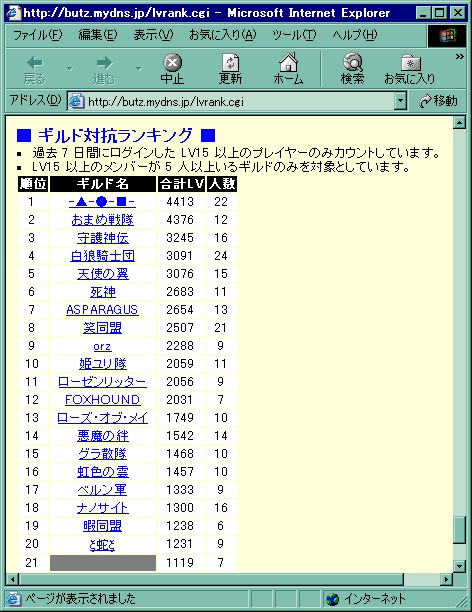 http://butz.mydns.jp/lvrank.cgi - Microsoft Internet Explorer
ファイル(F) 編集(E) 表示(V) お気に入り(A) ツール(T) ヘルプ(H)
戻る 進む 中止 更新 ホーム 検索 お気に入り
アドレス(D) http://butz.mydns.jp/lvrank.cgi 移動
■ ギルド対抗ランキング ■
• 過去 7 日間にログインした LV15 以上のプレイヤーのみカウントしています。
• LV15 以上のメンバーが 5 人以上いるギルドのみを対象としています。
順位 ギルド名 合計LV 人数
1 -▲-●-■- 4413 22
2 おまめ戦隊 4376 12
3 守護神伝 3245 16
4 白狼騎士団 3091 24
5 天使の翼 3076 15
6 死神 2683 11
7 ASPARAGUS 2654 13
8 笑同盟 2507 21
9 orz 2288 9
10 姫ユリ隊 2059 11
11 ローゼンリッター 2056 9
12 FOXHOUND 2031 7
13 ローズ・オブ・メイ 1749 10
14 悪魔の絆 1542 14
15 グラ散隊 1468 10
16 虹色の雲 1457 10
17 ベルン軍 1333 9
18 ナノサイト 1300 16
19 暇同盟 1238 6
20 ξ蛇ξ 1231 9
21 1119 7
ページが表示されました インターネット